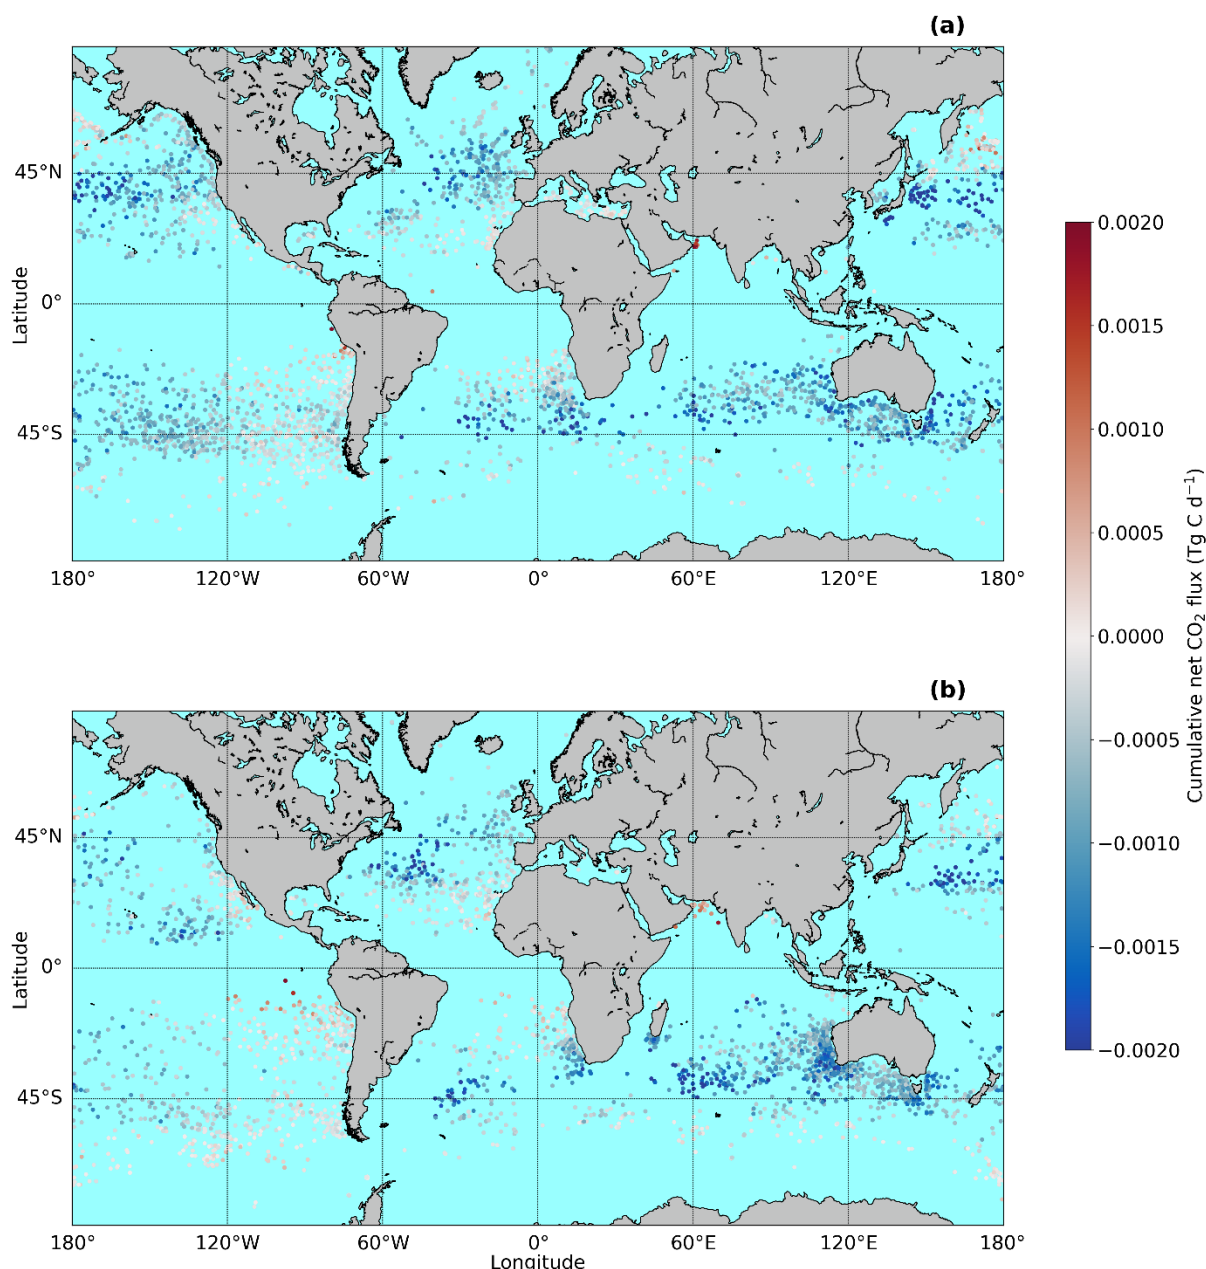 (a)
45°N
0°
45°S
Latitude
180°
120°W
60°W
0°
60°E
120°E
180°
(b)
45°N
0°
45°S
Latitude
180°
120°W
60°W
0°
60°E
120°E
180°
Longitude
0.0020
0.0015
0.0010
0.0005
0.0000
−0.0005
−0.0010
−0.0015
−0.0020
Cumulative net CO₂ flux (Tg C d⁻¹)